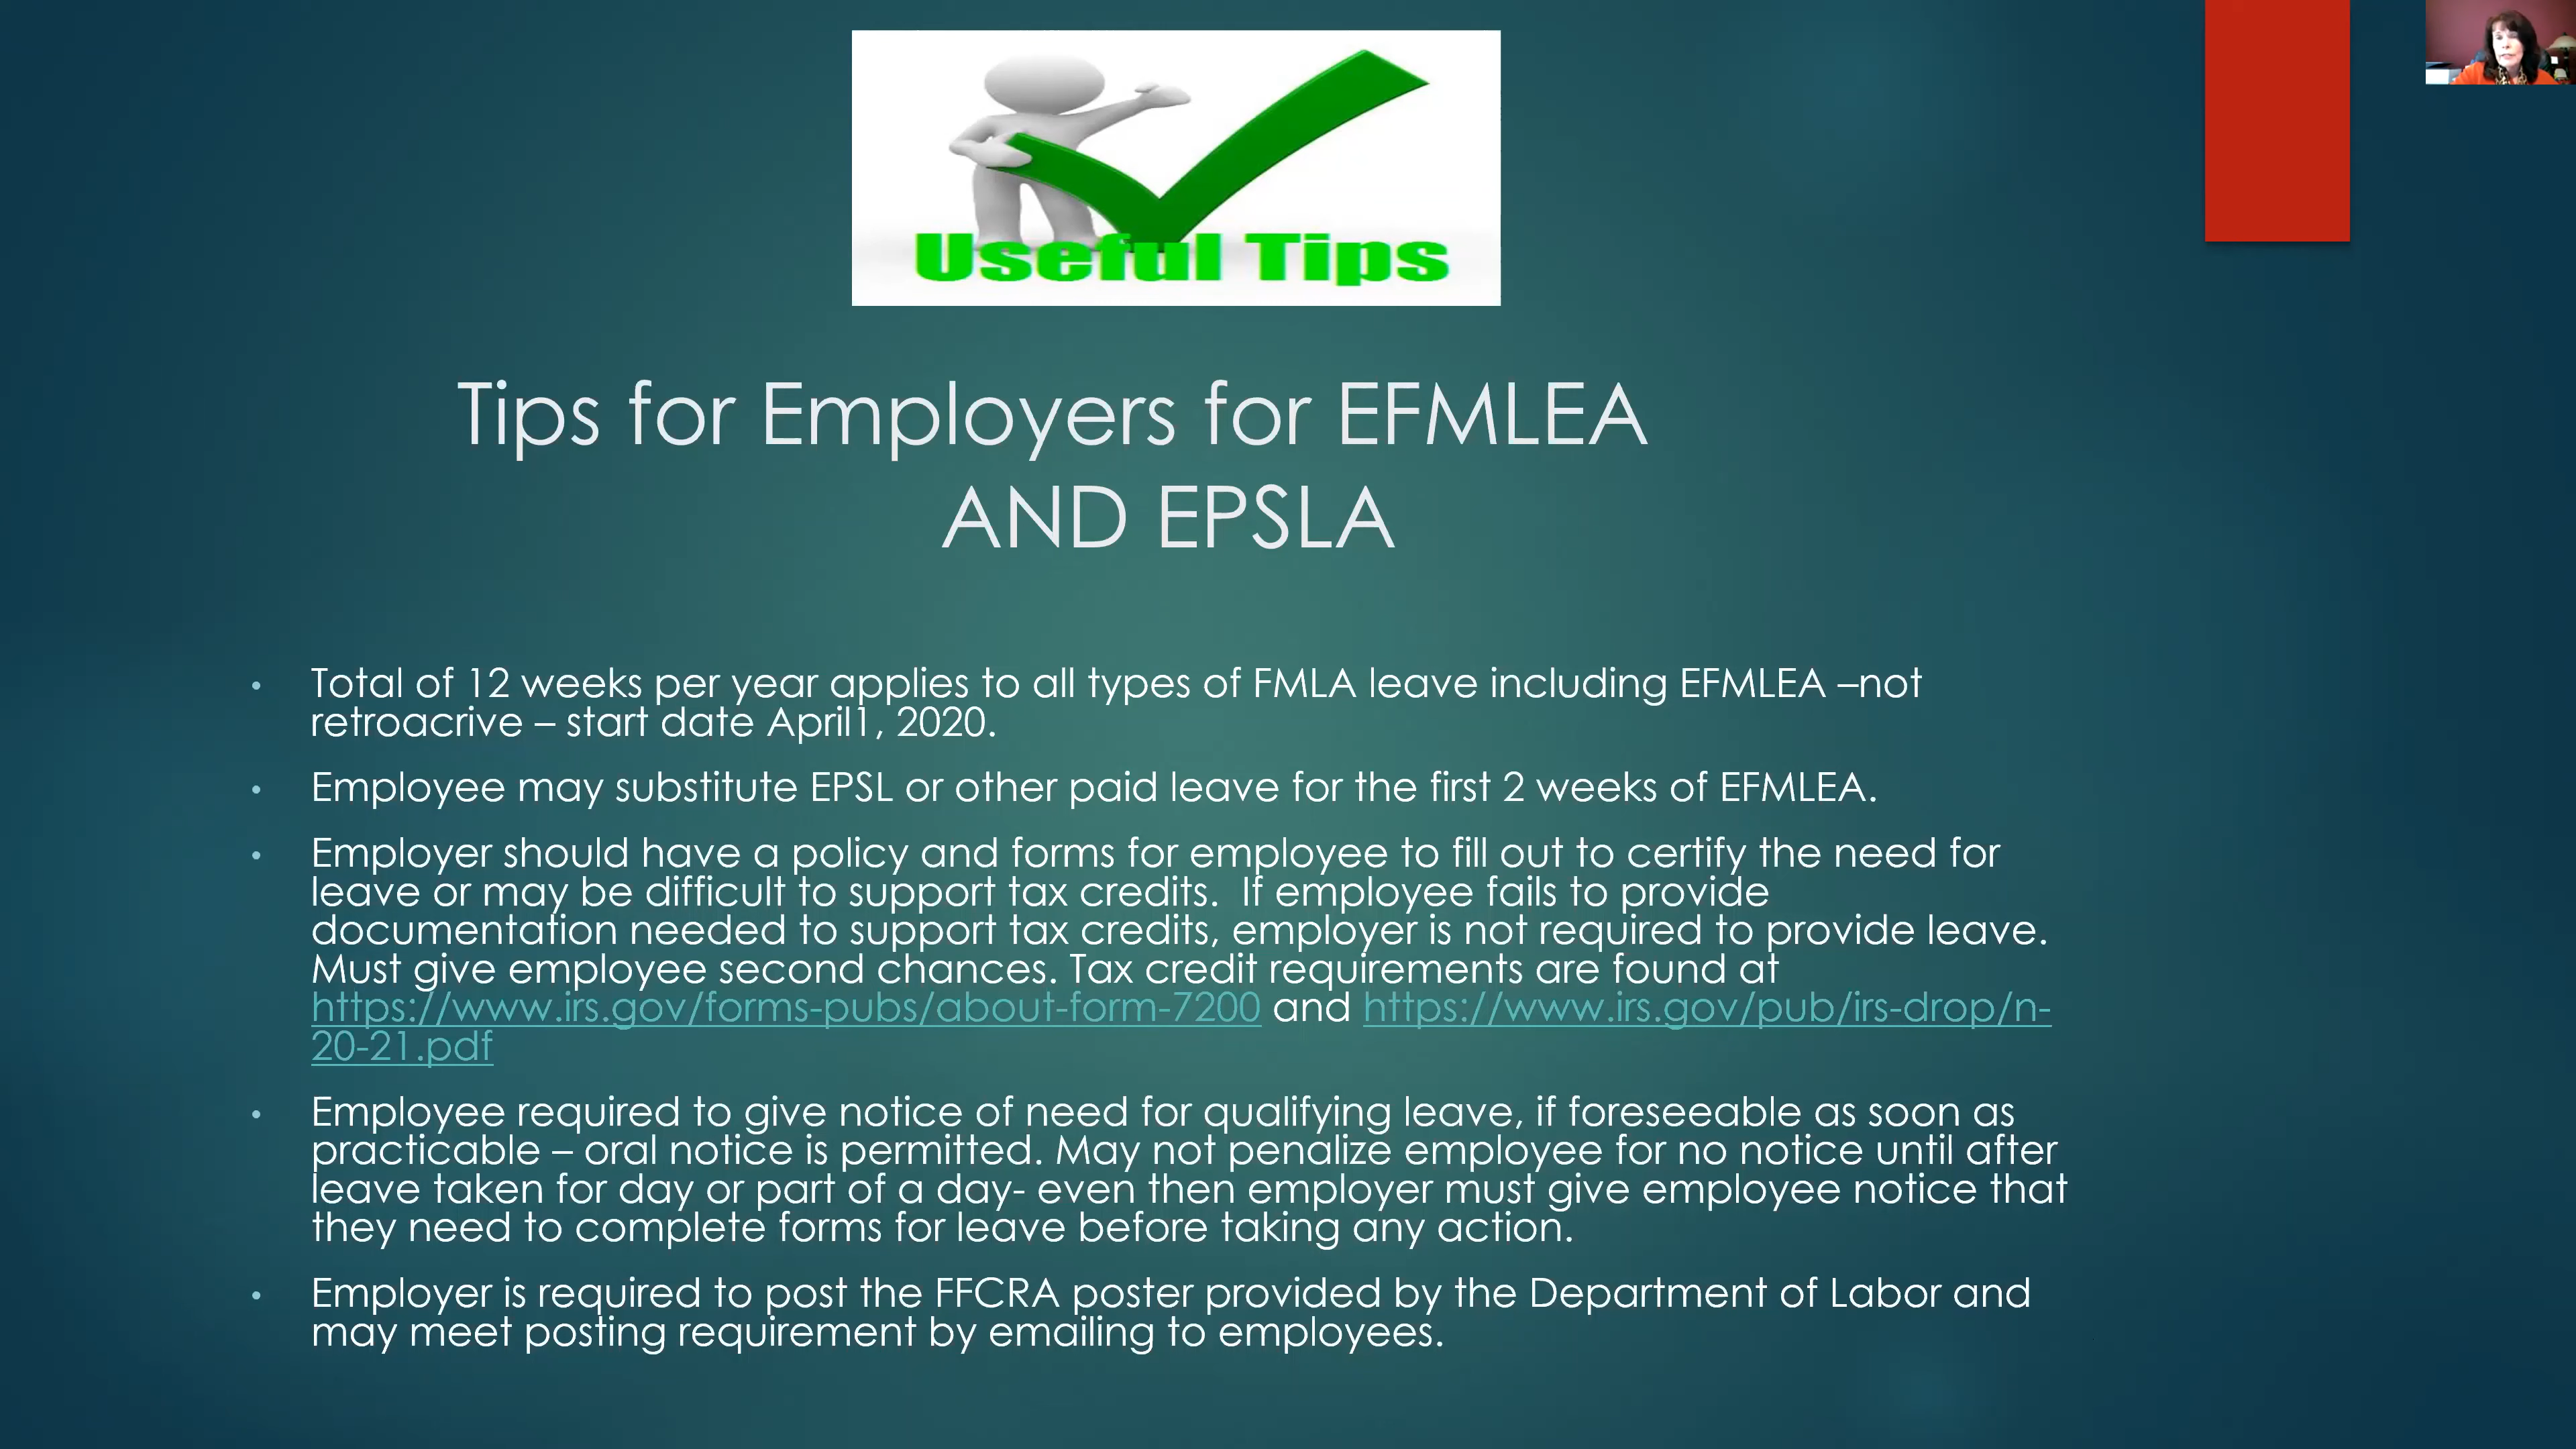 Useful Tips
Tips for Employers for EFMLEA
AND EPSLA
• Total of 12 weeks per year applies to all types of FMLA leave including EFMLEA –not
retroacrive – start date April1, 2020.
• Employee may substitute EPSL or other paid leave for the first 2 weeks of EFMLEA.
• Employer should have a policy and forms for employee to fill out to certify the need for
leave or may be difficult to support tax credits.  If employee fails to provide
documentation needed to support tax credits, employer is not required to provide leave.
Must give employee second chances. Tax credit requirements are found at
https://www.irs.gov/forms-pubs/about-form-7200 and https://www.irs.gov/pub/irs-drop/n-
20-21.pdf
• Employee required to give notice of need for qualifying leave, if foreseeable as soon as
practicable – oral notice is permitted. May not penalize employee for no notice until after
leave taken for day or part of a day- even then employer must give employee notice that
they need to complete forms for leave before taking any action.
• Employer is required to post the FFCRA poster provided by the Department of Labor and
may meet posting requirement by emailing to employees.